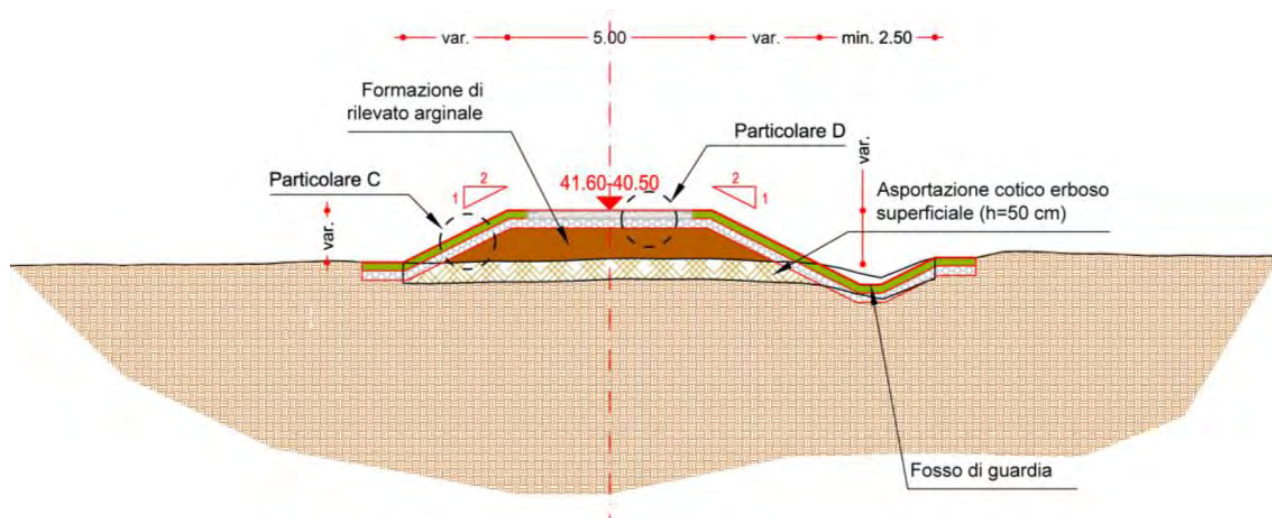 var.
5.00
var.
min. 2.50
Formazione di
rilevato arginale
Particolare D
var.
Particolare C
2
1
41.60-40.50
2
1
Asportazione cotico erboso
superficiale (h=50 cm)
var.
Fosso di guardia